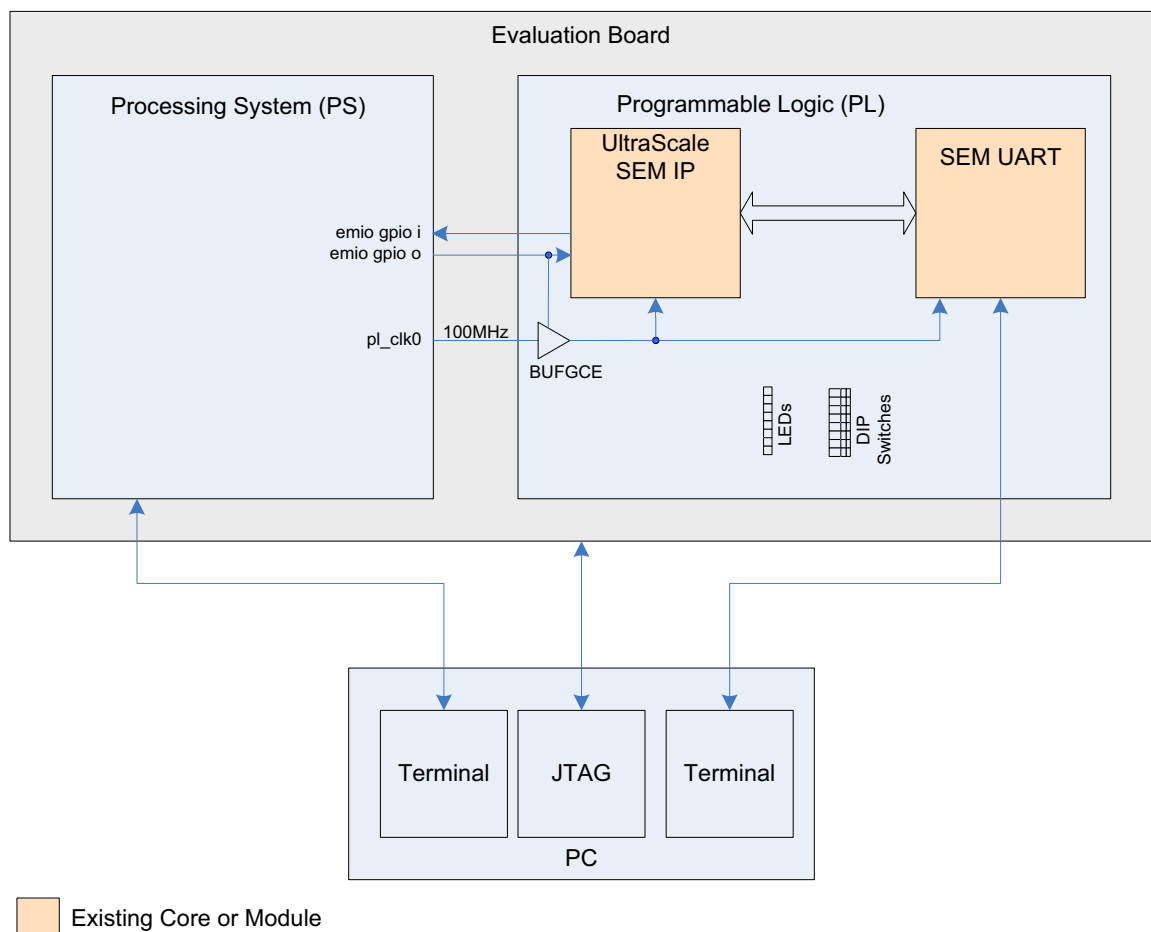 Evaluation Board
Processing System (PS)
Programmable Logic (PL)
UltraScale
SEM IP
SEM UART
emio gpio i
emio gpio o
pl_clk0
100MHz
BUFGCE
LEDs
DIP
Switches
Terminal
JTAG
Terminal
PC
Existing Core or Module